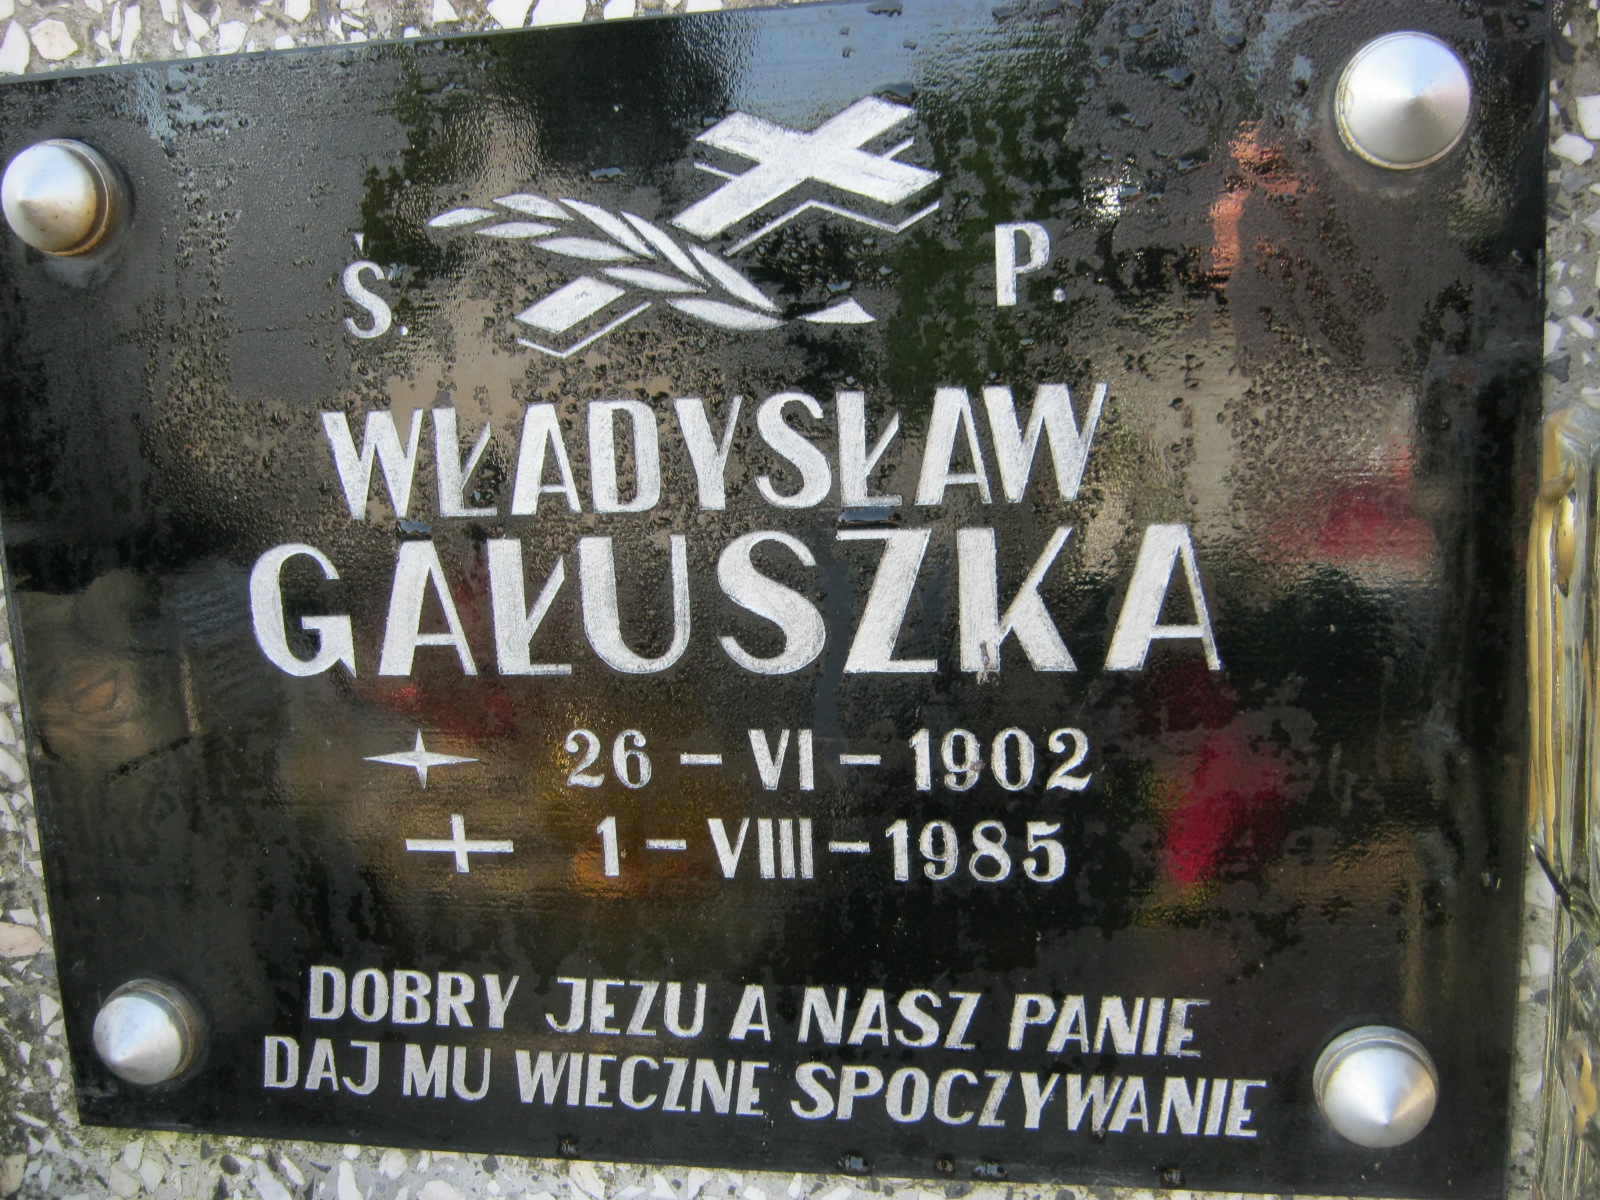 Ś. P.
WŁADYSŁAW
GAŁUSZKA
26 - VI - 1902
1 - VIII - 1985
DOBRY JEZU A NASZ PANIE
DAJ MU WIECZNE SPOCZYWANIE